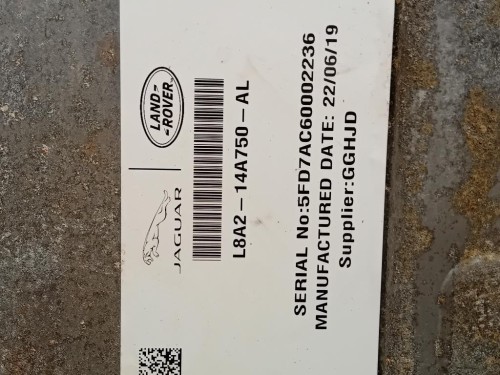 JAGUAR
LAND-
-ROVER
L8A2-14A750-AL
SERIAL No:5FD7AC60002236
MANUFACTURED DATE: 22/06/19
Supplier:GGHJD